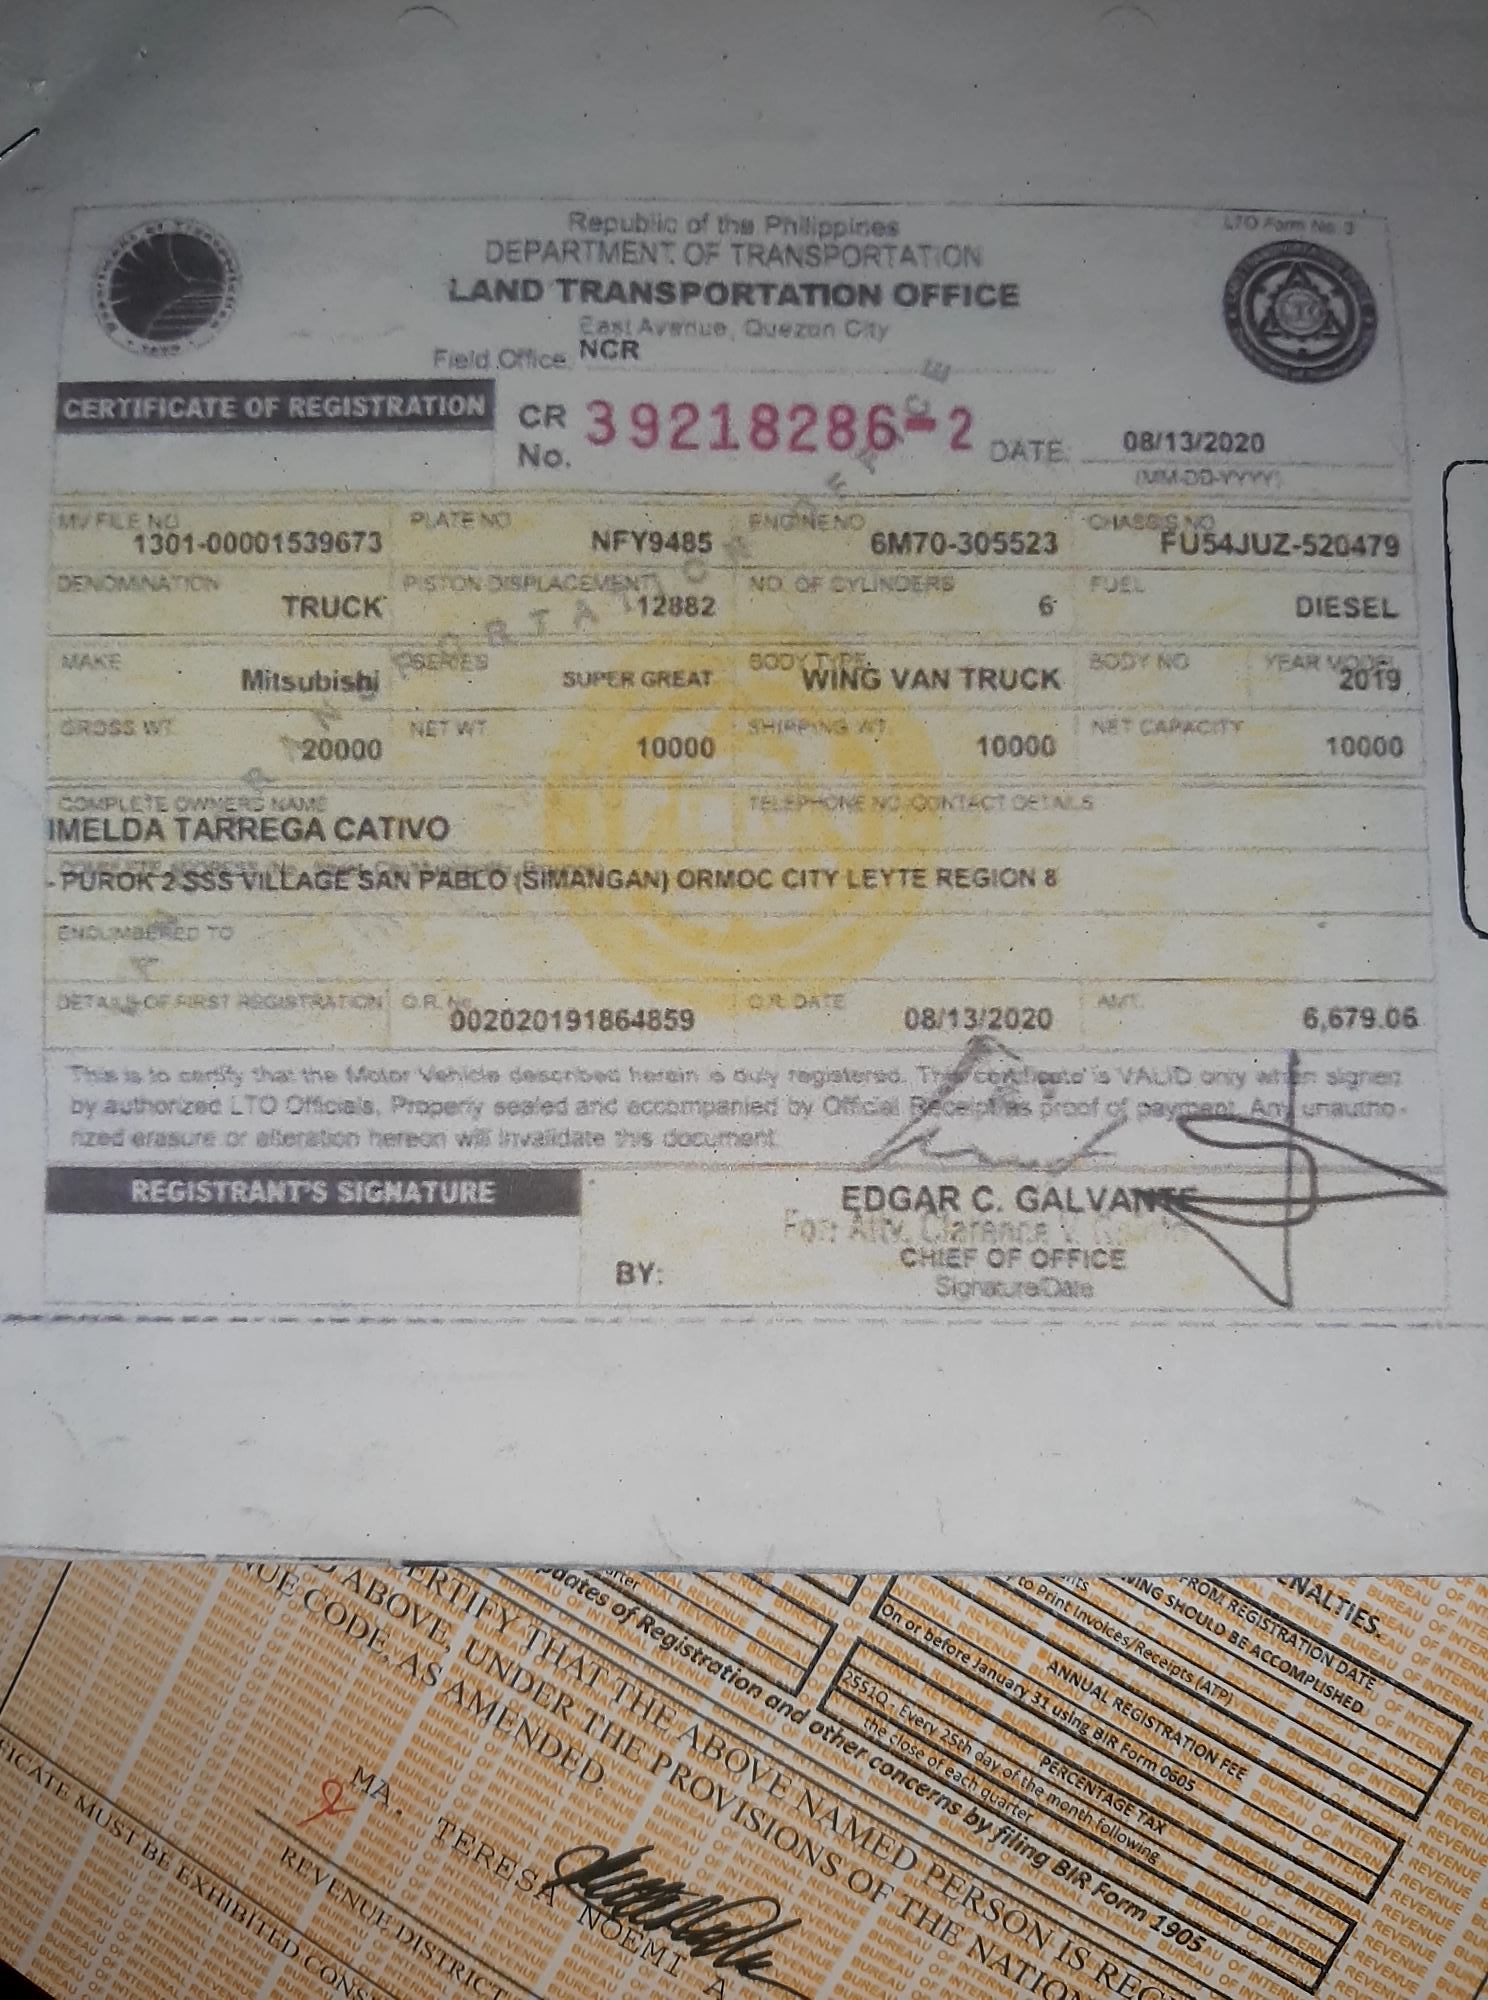 LTO Form No. 3
Republic of the Philippines
DEPARTMENT OF TRANSPORTATION
LAND TRANSPORTATION OFFICE
East Avenue, Quezon City
Field Office. NCR
CERTIFICATE OF REGISTRATION
CR No. 39218286-2
DATE: 08/13/2020
(MM-DD-YYYY)
MV FILE NO 1301-00001539673
PLATE NO NFY9485
ENGINE NO 6M70-305523
CHASSIS NO FU54JUZ-520479
DENOMINATION TRUCK
PISTON DISPLACEMENT 12882
NO. OF CYLINDERS 6
FUEL DIESEL
MAKE Mitsubishi
SERIES SUPER GREAT
BODY TYPE WING VAN TRUCK
BODY NO
YEAR MODEL 2019
GROSS WT. 20000
NET WT. 10000
SHIPPING WT. 10000
NET CAPACITY 10000
COMPLETE OWNERS NAME
IMELDA TARREGA CATIVO
TELEPHONE NO./CONTACT DETAILS
COMPLETE ADDRESS
- PUROK 2 SSS VILLAGE SAN PABLO (SIMANGAN) ORMOC CITY LEYTE REGION 8
ENCUMBERED TO
DETAILS OF FIRST REGISTRATION
O.R. No. 002020191864859
O.R. DATE 08/13/2020
AMT. 6,679.06
This is to certify that the Motor Vehicle described herein is duly registered. This certificate is VALID only when signed
by authorized LTO Officials, Properly sealed and accompanied by Official Receipt as proof of payment. Any unautho-
rized erasure or alteration hereon will invalidate this document.
REGISTRANT'S SIGNATURE
EDGAR C. GALVANTE
For: Atty. Clarence V.
CHIEF OF OFFICE
BY:
Signature/Date
PENALTIES.
FROM REGISTRATION DATE
SHOULD BE ACCOMPLISHED
to Print Invoices/Receipts (ATP)
ANNUAL REGISTRATION FEE
On or before January 31 using BIR Form 0605
PERCENTAGE TAX
2551Q - Every 25th day of the month following
the close of each quarter
Updates of Registration and other concerns by filing BIR Form 1905
CERTIFY THAT THE ABOVE NAMED PERSON IS
ABOVE, UNDER THE PROVISIONS OF THE
CODE, AS AMENDED.
MA. TERESA NOEMI A
REVENUE DISTRICT
MUST BE EXHIBITED
BUREAU OF INTERNAL REVENUE